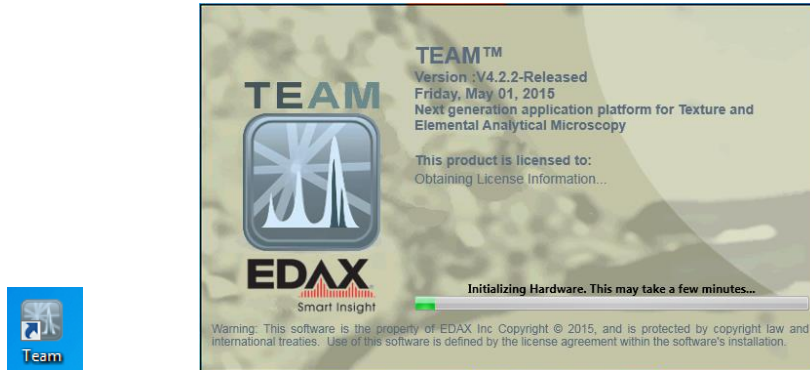 TEAM™
Version :V4.2.2-Released
Friday, May 01, 2015
Next generation application platform for Texture and
Elemental Analytical Microscopy
This product is licensed to:
Obtaining License Information...
TEAM
EDAX
Smart Insight
Initializing Hardware. This may take a few minutes...
Warning: This software is the property of EDAX Inc Copyright © 2015, and is protected by copyright law and
international treaties. Use of this software is defined by the license agreement within the software's installation.
Team